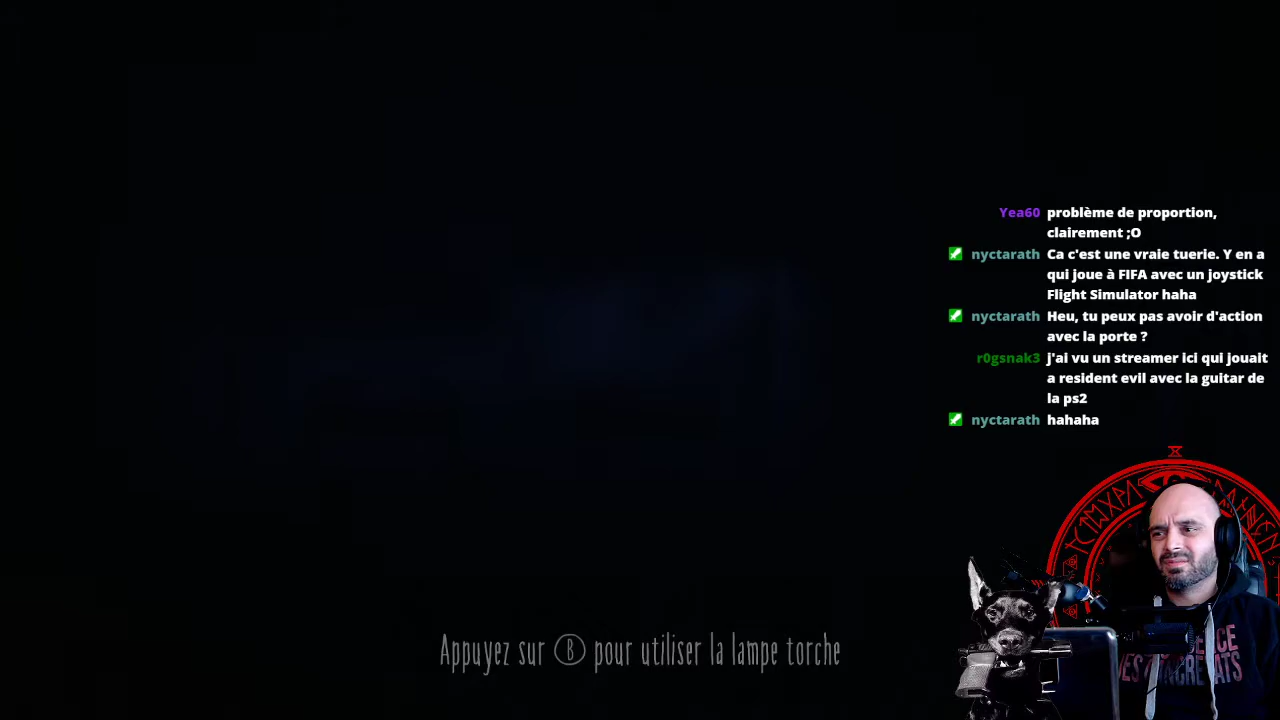 Yea60 problème de proportion,
clairement ;O
nyctarath Ca c'est une vraie tuerie. Y en a
qui joue à FIFA avec un joystick
Flight Simulator haha
nyctarath Heu, tu peux pas avoir d'action
avec la porte ?
r0gsnak3 j'ai vu un streamer ici qui jouait
a resident evil avec la guitar de
la ps2
nyctarath hahaha
Appuyez sur B pour utiliser la lampe torche